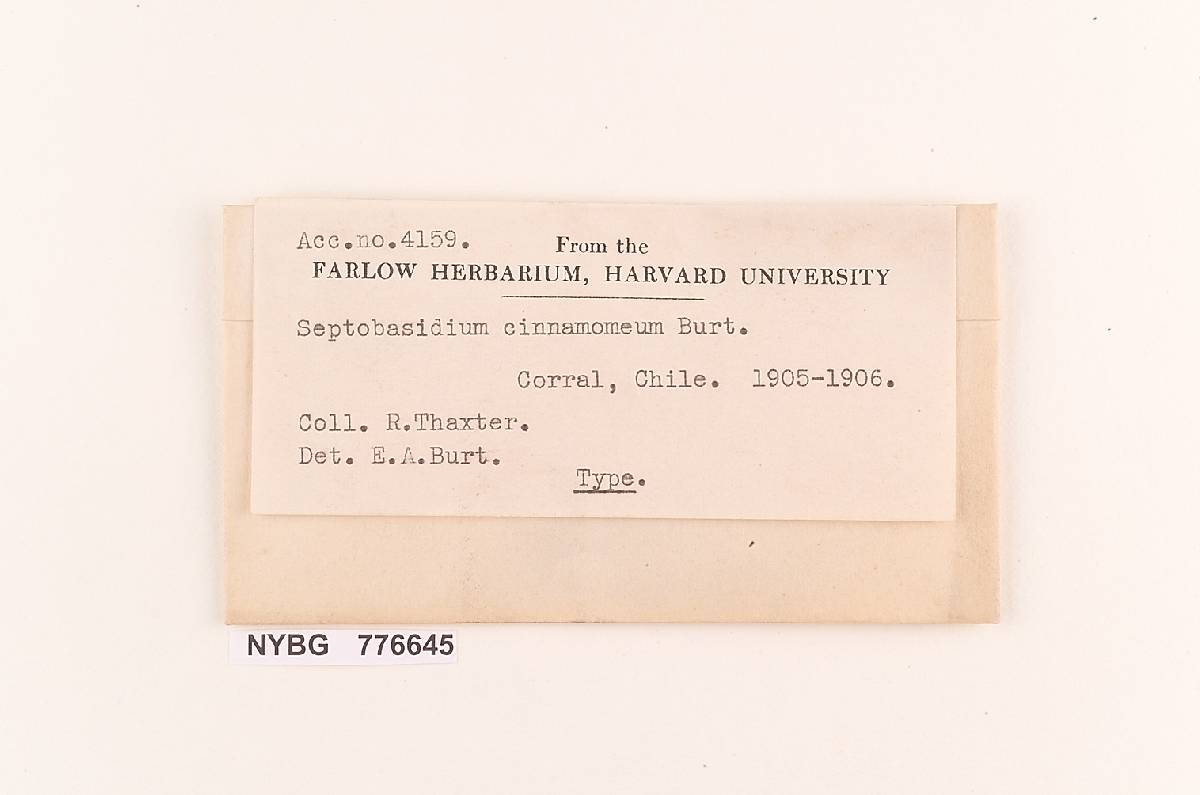 Acc.no.4159. From the
FARLOW HERBARIUM, HARVARD UNIVERSITY
Septobasidium cinnamomeum Burt.
Corral, Chile. 1905-1906.
Coll. R.Thaxter.
Det. E.A.Burt.
Type.
NYBG 776645